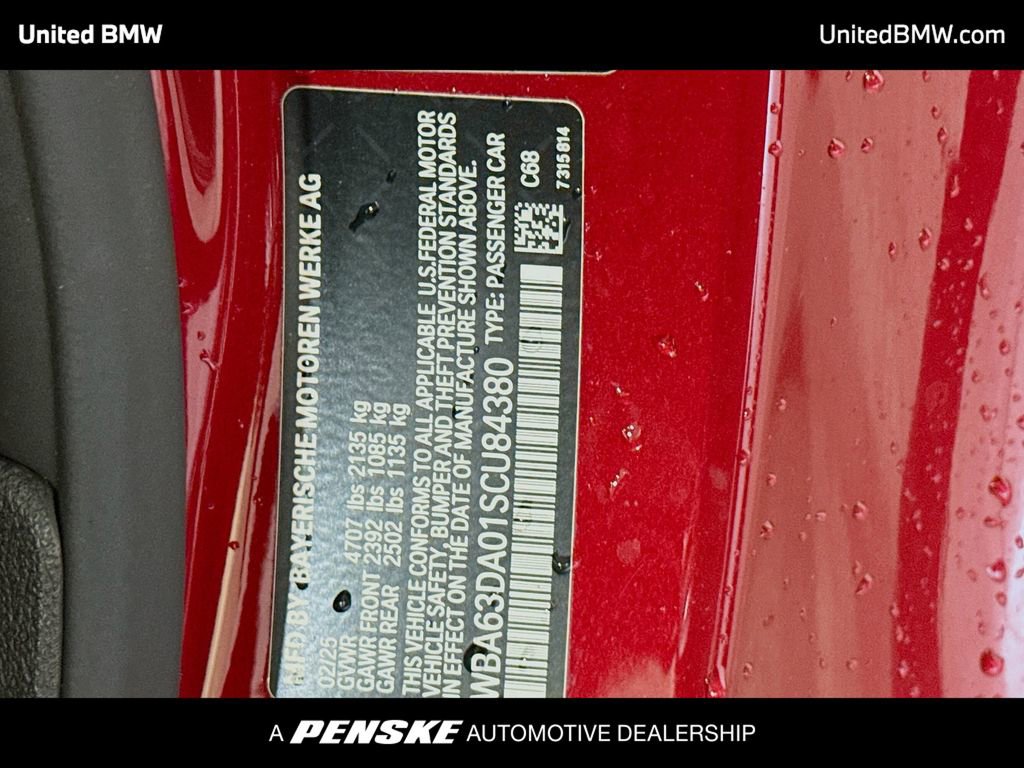 United BMW
UnitedBMW.com
MFD BY BAYERISCHE MOTOREN WERKE AG
02/25
GVWR 4707 lbs 2135 kg
GAWR FRONT 2392 lbs 1085 kg
GAWR REAR 2502 lbs 1135 kg
THIS VEHICLE CONFORMS TO ALL APPLICABLE U.S.FEDERAL MOTOR
VEHICLE SAFETY, BUMPER AND THEFT PREVENTION STANDARDS
IN EFFECT ON THE DATE OF MANUFACTURE SHOWN ABOVE.
WBA63DA01SCU84380 TYPE: PASSENGER CAR
C68
7315814
A PENSKE AUTOMOTIVE DEALERSHIP